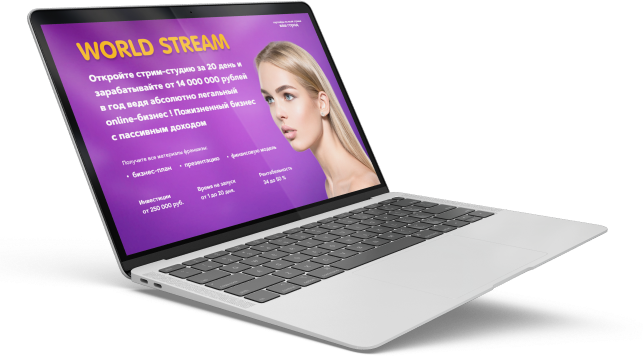 WORLD STREAM
Откройте стрим-студию за 20 день и
зарабатывайте от 14 000 000 рублей
в год ведя абсолютно легальный
online-бизнес ! Пожизненный бизнес
с пассивным доходом
Получите все материалы франшизы:
• бизнес-план • презентацию • финансовую модель
Инвестиции Время на запуск Рентабельность
от 250 000 руб. от 1 до 20 дня. 34 до 50 %